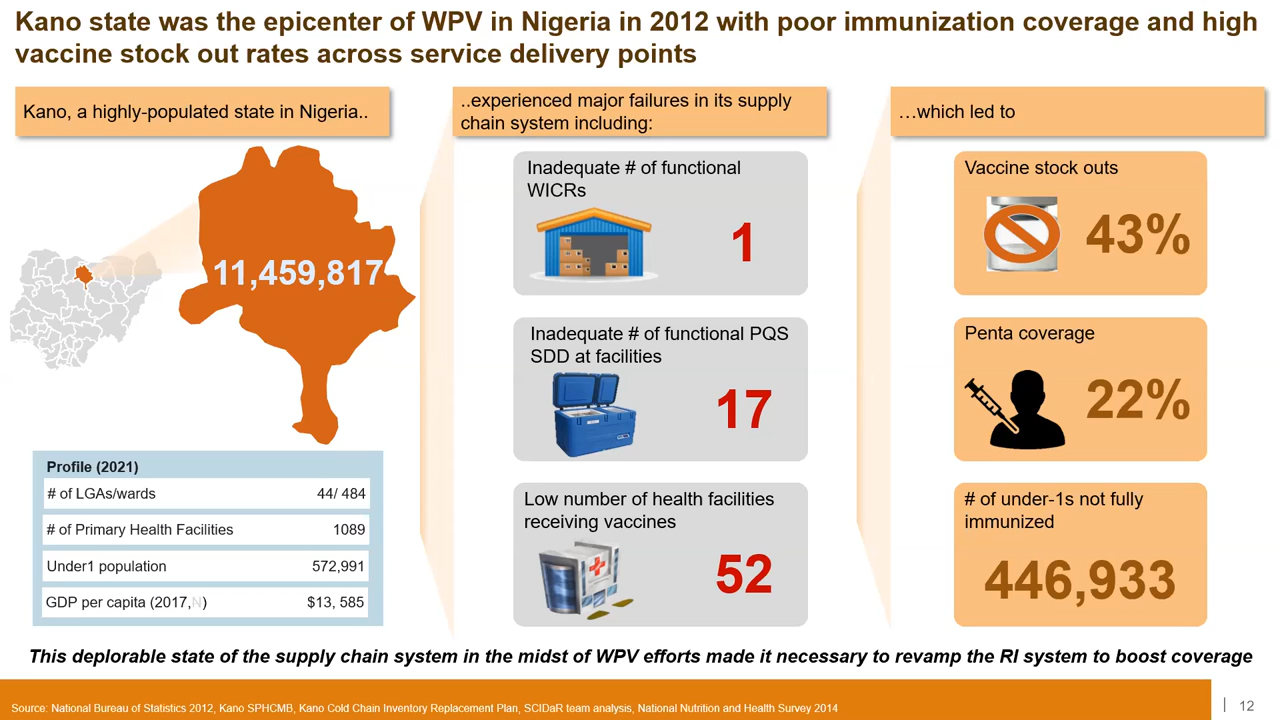 Kano state was the epicenter of WPV in Nigeria in 2012 with poor immunization coverage and high
vaccine stock out rates across service delivery points
Kano, a highly-populated state in Nigeria..
11,459,817
Profile (2021)
# of LGAs/wards 44/ 484
# of Primary Health Facilities 1089
Under1 population 572,991
GDP per capita (2017,N) $13, 585
..experienced major failures in its supply
chain system including:
Inadequate # of functional
WICRs
1
Inadequate # of functional PQS
SDD at facilities
17
Low number of health facilities
receiving vaccines
52
…which led to
Vaccine stock outs
43%
Penta coverage
22%
# of under-1s not fully
immunized
446,933
This deplorable state of the supply chain system in the midst of WPV efforts made it necessary to revamp the RI system to boost coverage
Source: National Bureau of Statistics 2012, Kano SPHCMB, Kano Cold Chain Inventory Replacement Plan, SCIDaR team analysis, National Nutrition and Health Survey 2014
12